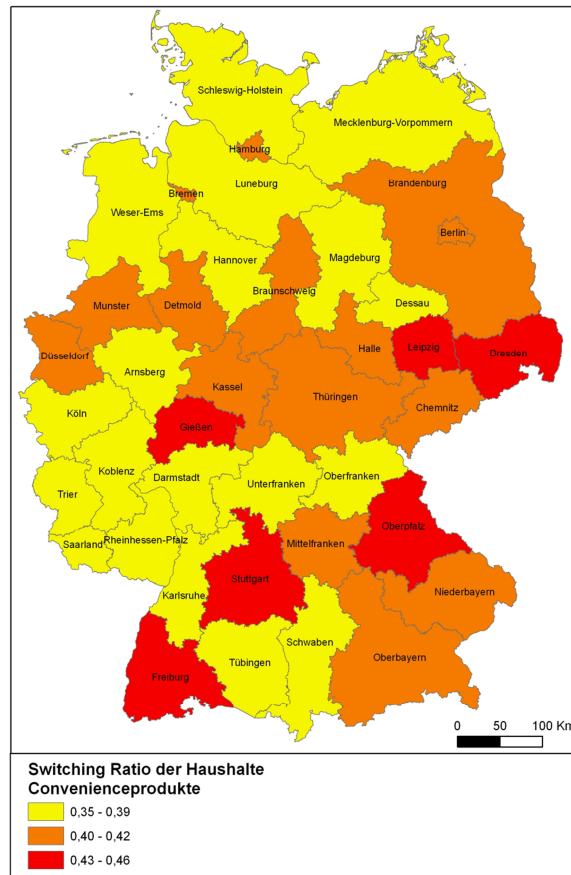 Schleswig-Holstein
Mecklenburg-Vorpommern
Hamburg
Brandenburg
Bremen
Luneburg
Weser-Ems
Berlin
Hannover
Magdeburg
Braunschweig
Munster
Detmold
Dessau
Halle
Leipzig
Dresden
Düsseldorf
Arnsberg
Kassel
Thüringen
Chemnitz
Köln
Gießen
Koblenz
Darmstadt
Unterfranken
Oberfranken
Trier
Oberpfalz
Saarland
Rheinhessen-Pfalz
Mittelfranken
Stuttgart
Karlsruhe
Niederbayern
Schwaben
Tübingen
Oberbayern
Freiburg
0 50 100 Km
Switching Ratio der Haushalte
Convenienceprodukte
0,35 - 0,39
0,40 - 0,42
0,43 - 0,46